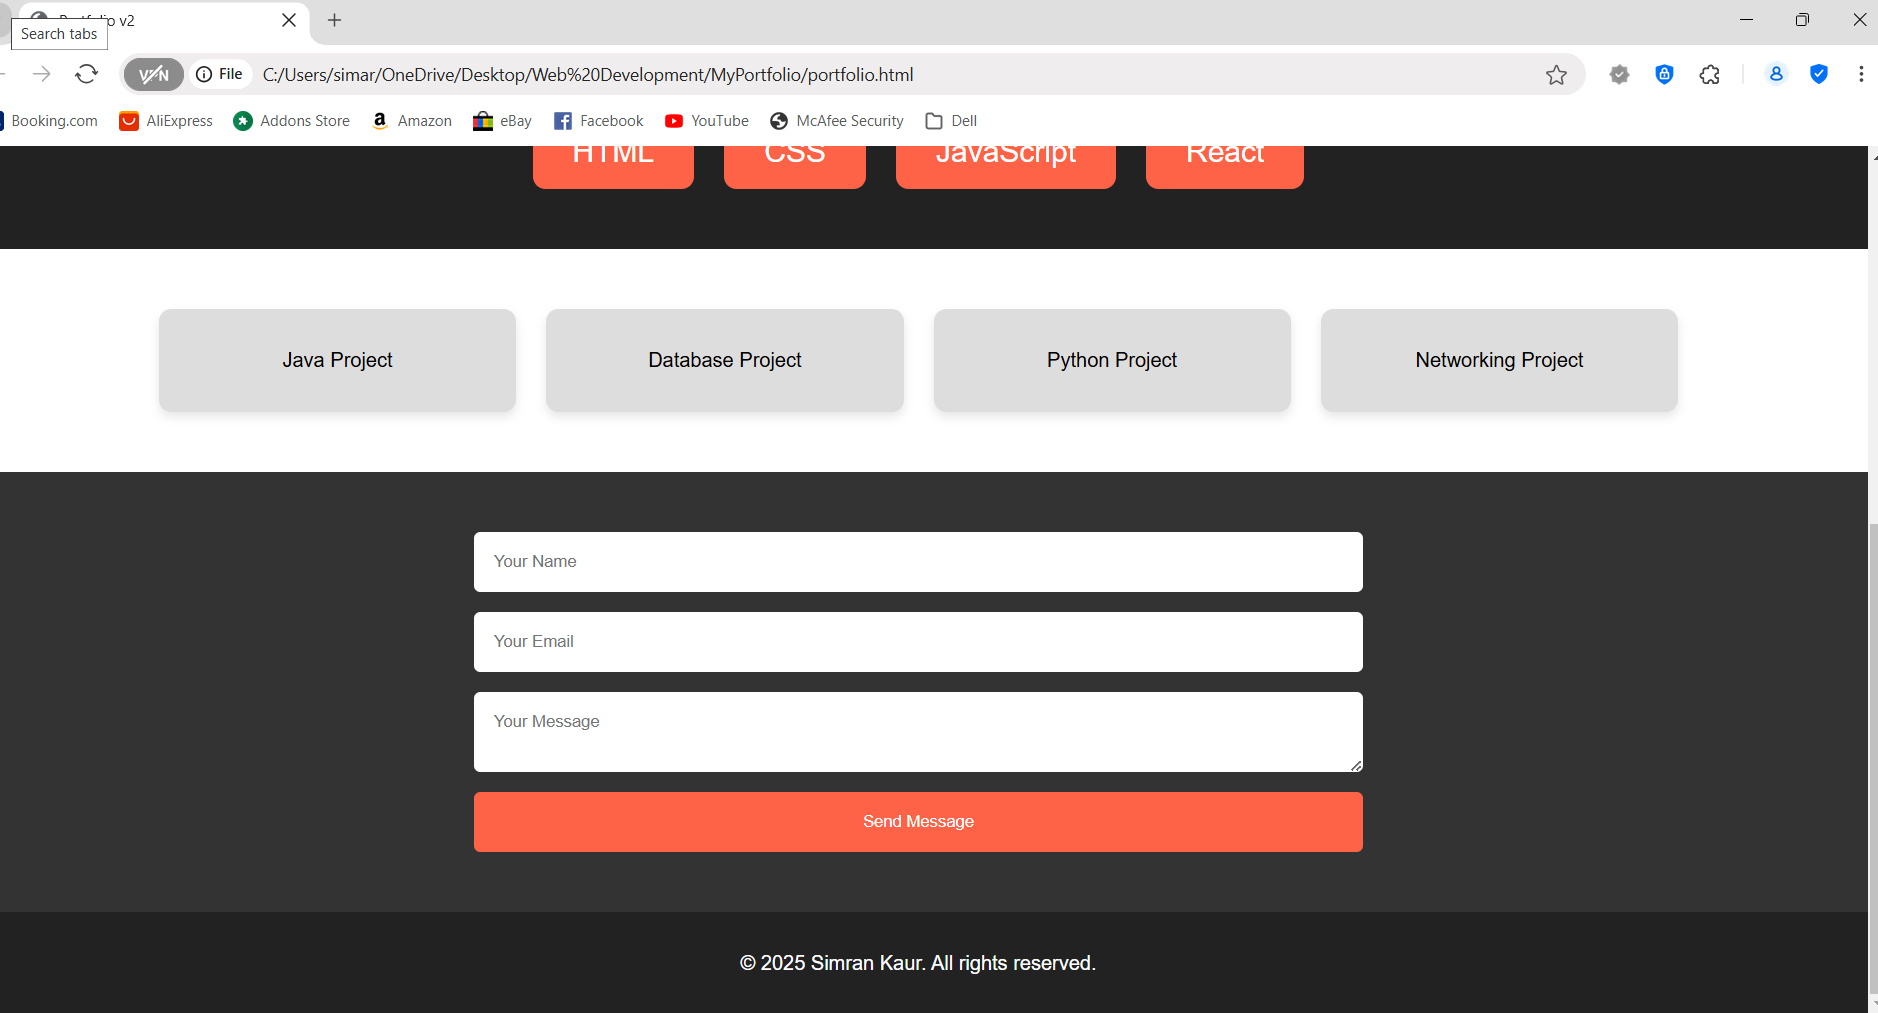 Portfolio v2
Search tabs
VPN File C:/Users/simar/OneDrive/Desktop/Web%20Development/MyPortfolio/portfolio.html
Booking.com AliExpress Addons Store Amazon eBay Facebook YouTube McAfee Security Dell
HTML CSS JavaScript React
Java Project Database Project Python Project Networking Project
Your Name
Your Email
Your Message
Send Message
© 2025 Simran Kaur. All rights reserved.